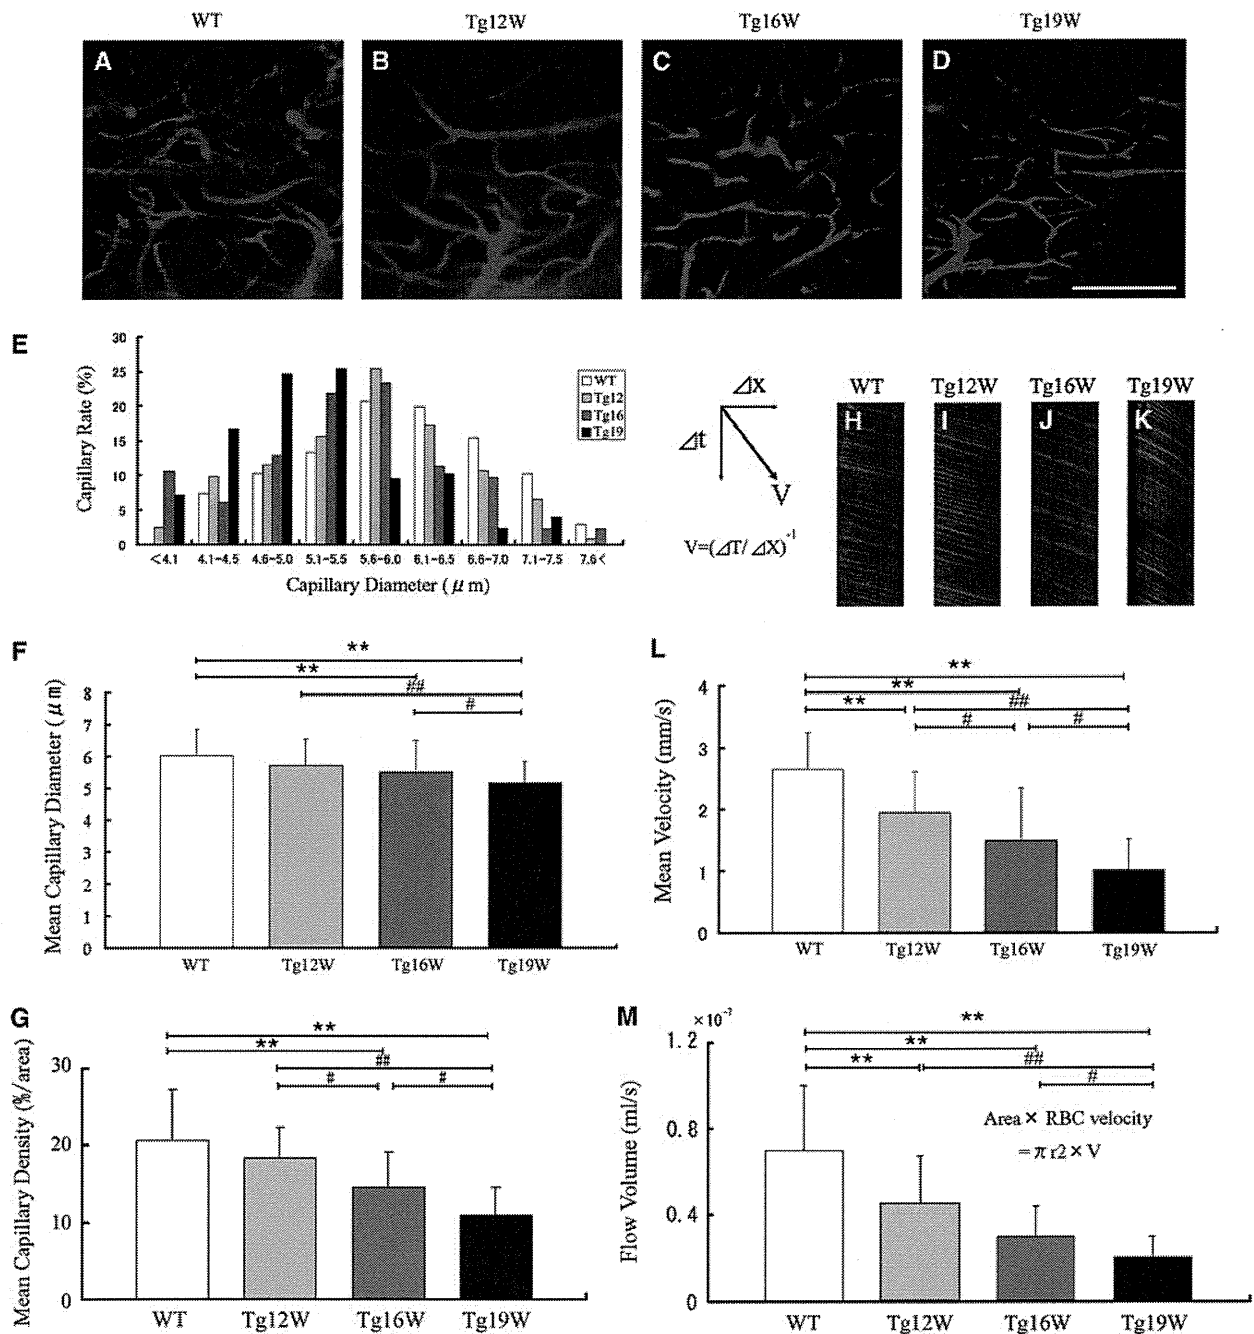 WT Tg12W Tg16W Tg19W
A B C D
E
Capillary Rate (%)
30
25
20
15
10
5
0
WT
Tg12
Tg16
Tg19
<4.1 4.1-4.5 4.6-5.0 5.1-5.5 5.6-6.0 6.1-6.5 6.6-7.0 7.1-7.5 7.6<
Capillary Diameter (μm)
⊿X
⊿t
V
V=(⊿T/⊿X)-1
WT Tg12W Tg16W Tg19W
H I J K
F
** 
**
##
#
Mean Capillary Diameter (μm)
8
7
6
5
4
3
2
1
0
WT Tg12W Tg16W Tg19W
L
**
**
** ##
# #
Mean Velocity (mm/s)
4
3
2
1
0
WT Tg12W Tg16W Tg19W
G
**
**
##
# #
Mean Capillary Density (%/area)
30
20
10
0
WT Tg12W Tg16W Tg19W
M
×10-7
**
**
** ##
#
Area × RBC velocity
=πr2×V
Flow Volume (ml/s)
1.2
0.8
0.4
0
WT Tg12W Tg16W Tg19W